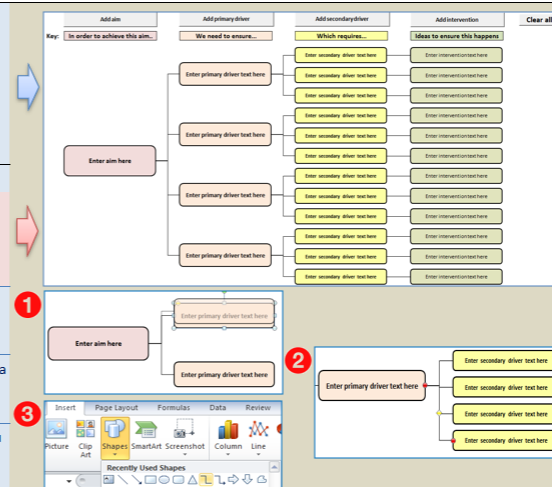 Add aim Add primary driver Add secondary driver Add intervention Clear all
Key: In order to achieve this aim.. We need to ensure... Which requires... Ideas to ensure this happens
Enter secondary driver text here Enter intervention text here
Enter primary driver text here Enter secondary driver text here Enter intervention text here
Enter secondary driver text here Enter intervention text here
Enter secondary driver text here Enter intervention text here
Enter primary driver text here Enter secondary driver text here Enter intervention text here
Enter secondary driver text here Enter intervention text here
Enter aim here
Enter secondary driver text here Enter intervention text here
Enter primary driver text here Enter secondary driver text here Enter intervention text here
Enter secondary driver text here Enter intervention text here
Enter secondary driver text here Enter intervention text here
Enter primary driver text here Enter secondary driver text here Enter intervention text here
Enter secondary driver text here Enter intervention text here
1
Enter primary driver text here
Enter aim here
Enter primary driver text here
2
Enter secondary driver text here
Enter primary driver text here Enter secondary driver text here
Enter secondary driver text here
Enter secondary driver text here
a
3
Insert Page Layout Formulas Data Review
Picture Clip Art Shapes SmartArt Screenshot Column Line
Recently Used Shapes